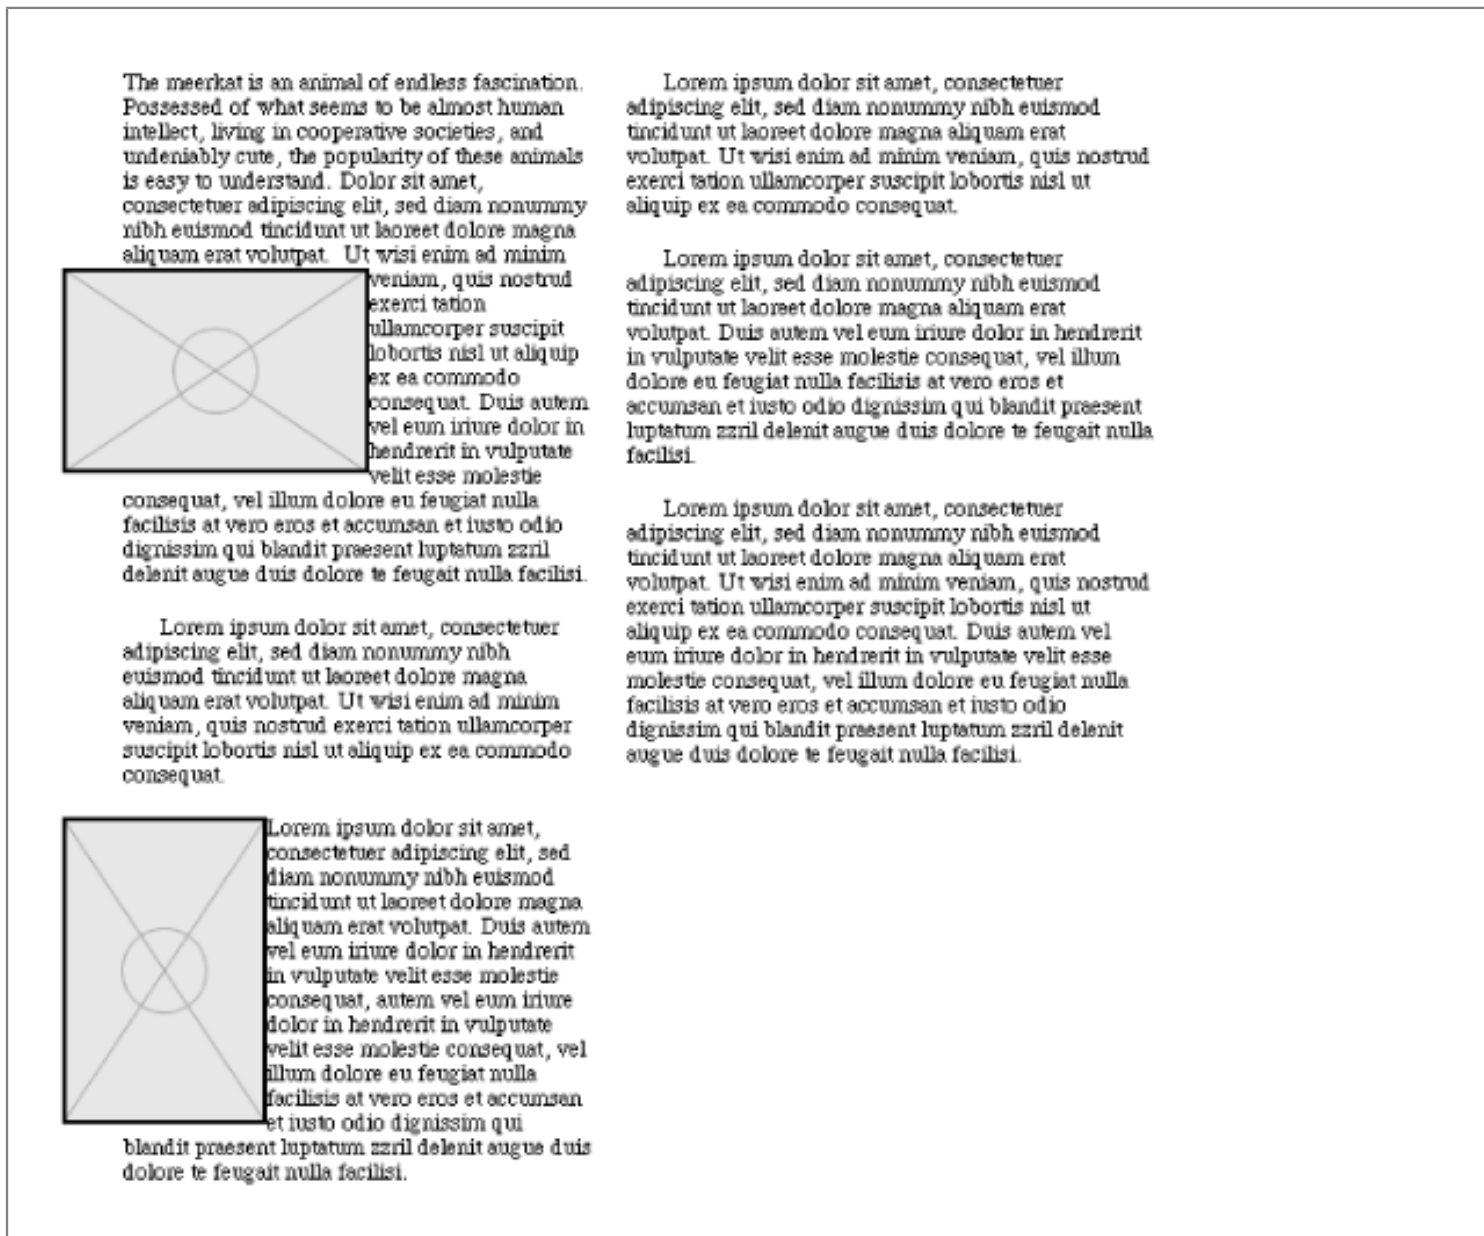 The meerkat is an animal of endless fascination.
Possessed of what seems to be almost human
intellect, living in cooperative societies, and
undeniably cute, the popularity of these animals
is easy to understand. Dolor sit amet,
consectetuer adipiscing elit, sed diam nonummy
nibh euismod tincidunt ut laoreet dolore magna
aliquam erat volutpat. Ut wisi enim ad minim
veniam, quis nostrud
exerci tation
ullamcorper suscipit
lobortis nisl ut aliquip
ex ea commodo
consequat. Duis autem
vel eum iriure dolor in
hendrerit in vulputate
velit esse molestie
consequat, vel illum dolore eu feugiat nulla
facilisis at vero eros et accumsan et iusto odio
dignissim qui blandit praesent luptatum zzril
delenit augue duis dolore te feugait nulla facilisi.
Lorem ipsum dolor sit amet, consectetuer
adipiscing elit, sed diam nonummy nibh
euismod tincidunt ut laoreet dolore magna
aliquam erat volutpat. Ut wisi enim ad minim
veniam, quis nostrud exerci tation ullamcorper
suscipit lobortis nisl ut aliquip ex ea commodo
consequat.
Lorem ipsum dolor sit amet,
consectetuer adipiscing elit, sed
diam nonummy nibh euismod
tincidunt ut laoreet dolore magna
aliquam erat volutpat. Duis autem
vel eum iriure dolor in hendrerit
in vulputate velit esse molestie
consequat, autem vel eum iriure
dolor in hendrerit in vulputate
velit esse molestie consequat, vel
illum dolore eu feugiat nulla
facilisis at vero eros et accumsan
et iusto odio dignissim qui
blandit praesent luptatum zzril delenit augue duis
dolore te feugait nulla facilisi.
Lorem ipsum dolor sit amet, consectetuer
adipiscing elit, sed diam nonummy nibh euismod
tincidunt ut laoreet dolore magna aliquam erat
volutpat. Ut wisi enim ad minim veniam, quis nostrud
exerci tation ullamcorper suscipit lobortis nisl ut
aliquip ex ea commodo consequat.
Lorem ipsum dolor sit amet, consectetuer
adipiscing elit, sed diam nonummy nibh euismod
tincidunt ut laoreet dolore magna aliquam erat
volutpat. Duis autem vel eum iriure dolor in hendrerit
in vulputate velit esse molestie consequat, vel illum
dolore eu feugiat nulla facilisis at vero eros et
accumsan et iusto odio dignissim qui blandit praesent
luptatum zzril delenit augue duis dolore te feugait nulla
facilisi.
Lorem ipsum dolor sit amet, consectetuer
adipiscing elit, sed diam nonummy nibh euismod
tincidunt ut laoreet dolore magna aliquam erat
volutpat. Ut wisi enim ad minim veniam, quis nostrud
exerci tation ullamcorper suscipit lobortis nisl ut
aliquip ex ea commodo consequat. Duis autem vel
eum iriure dolor in hendrerit in vulputate velit esse
molestie consequat, vel illum dolore eu feugiat nulla
facilisis at vero eros et accumsan et iusto odio
dignissim qui blandit praesent luptatum zzril delenit
augue duis dolore te feugait nulla facilisi.